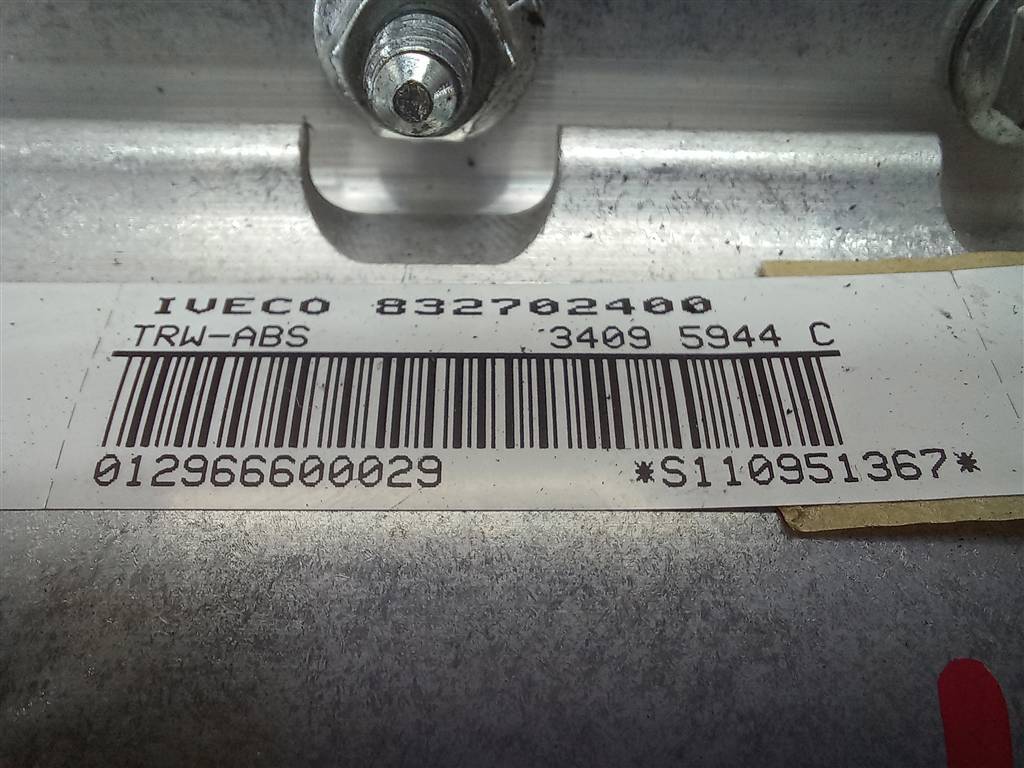 IVECO 832702400
TRW-ABS 3409 5944 C
012966600029 *S110951367*